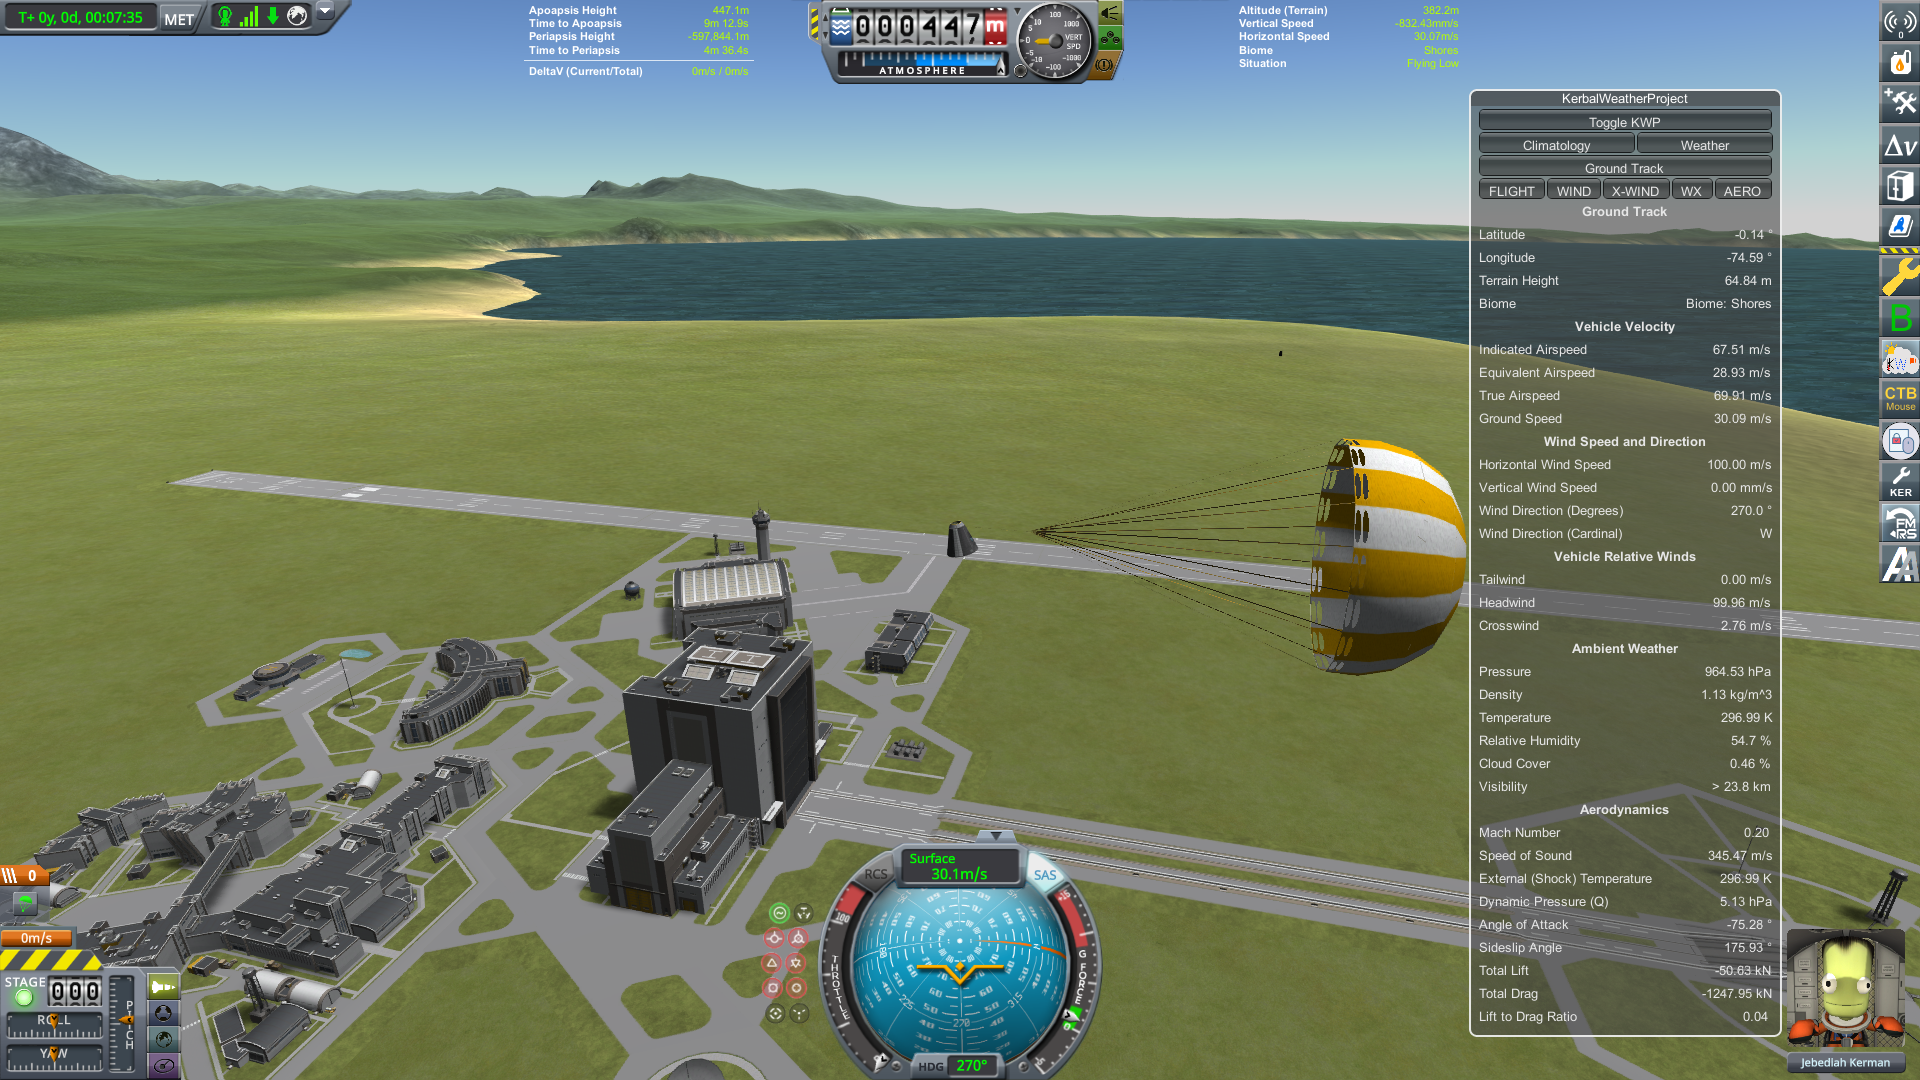 T+ 0y, 0d, 00:07:35
MET
Apoapsis Height 447.1m
Time to Apoapsis 9m 12.9s
Periapsis Height -597,844.1m
Time to Periapsis 4m 36.4s
DeltaV (Current/Total) 0m/s / 0m/s
000447 m
ATMOSPHERE
VERT SPD
Altitude (Terrain) 382.2m
Vertical Speed -832.43mm/s
Horizontal Speed 30.07m/s
Biome Shores
Situation Flying Low
KerbalWeatherProject
Toggle KWP
Climatology Weather
Ground Track
FLIGHT WIND X-WIND WX AERO
Ground Track
Latitude -0.14 °
Longitude -74.59 °
Terrain Height 64.84 m
Biome Biome: Shores
Vehicle Velocity
Indicated Airspeed 67.51 m/s
Equivalent Airspeed 28.93 m/s
True Airspeed 69.91 m/s
Ground Speed 30.09 m/s
Wind Speed and Direction
Horizontal Wind Speed 100.00 m/s
Vertical Wind Speed 0.00 mm/s
Wind Direction (Degrees) 270.0 °
Wind Direction (Cardinal) W
Vehicle Relative Winds
Tailwind 0.00 m/s
Headwind 99.96 m/s
Crosswind 2.76 m/s
Ambient Weather
Pressure 964.53 hPa
Density 1.13 kg/m^3
Temperature 296.99 K
Relative Humidity 54.7 %
Cloud Cover 0.46 %
Visibility > 23.8 km
Aerodynamics
Mach Number 0.20
Speed of Sound 345.47 m/s
External (Shock) Temperature 296.99 K
Dynamic Pressure (Q) 5.13 hPa
Angle of Attack -75.28 °
Sideslip Angle 175.93 °
Total Lift -50.63 kN
Total Drag -1247.95 kN
Lift to Drag Ratio 0.04
0
Δv
B
CTB
Mouse
KER
FM
RS
0
0m/s
STAGE 000
ROLL
YAW
PITCH
RCS
Surface
30.1m/s
SAS
THROTTLE
G FORCE
HDG 270°
Jebediah Kerman